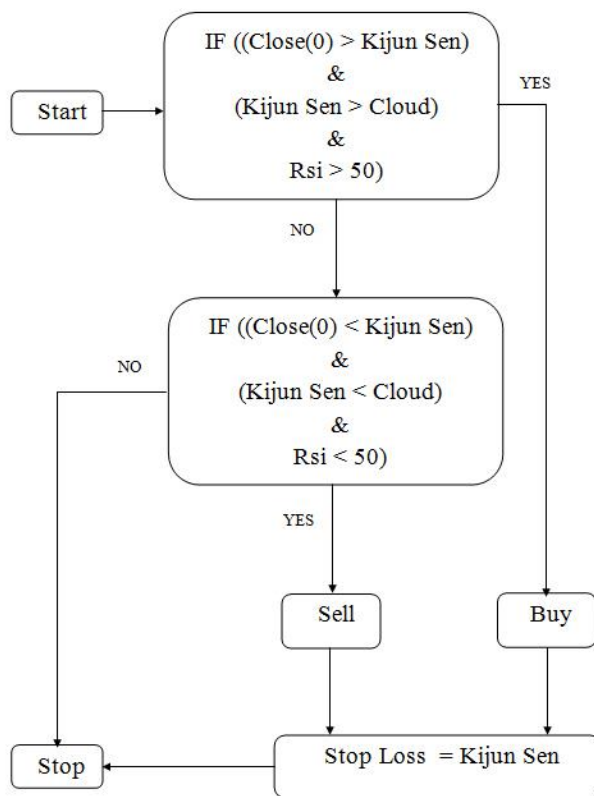 IF ((Close(0) > Kijun Sen)
&
(Kijun Sen > Cloud)
&
Rsi > 50)
YES
Start
NO
IF ((Close(0) < Kijun Sen)
&
(Kijun Sen < Cloud)
&
Rsi < 50)
NO
YES
Sell
Buy
Stop Loss = Kijun Sen
Stop